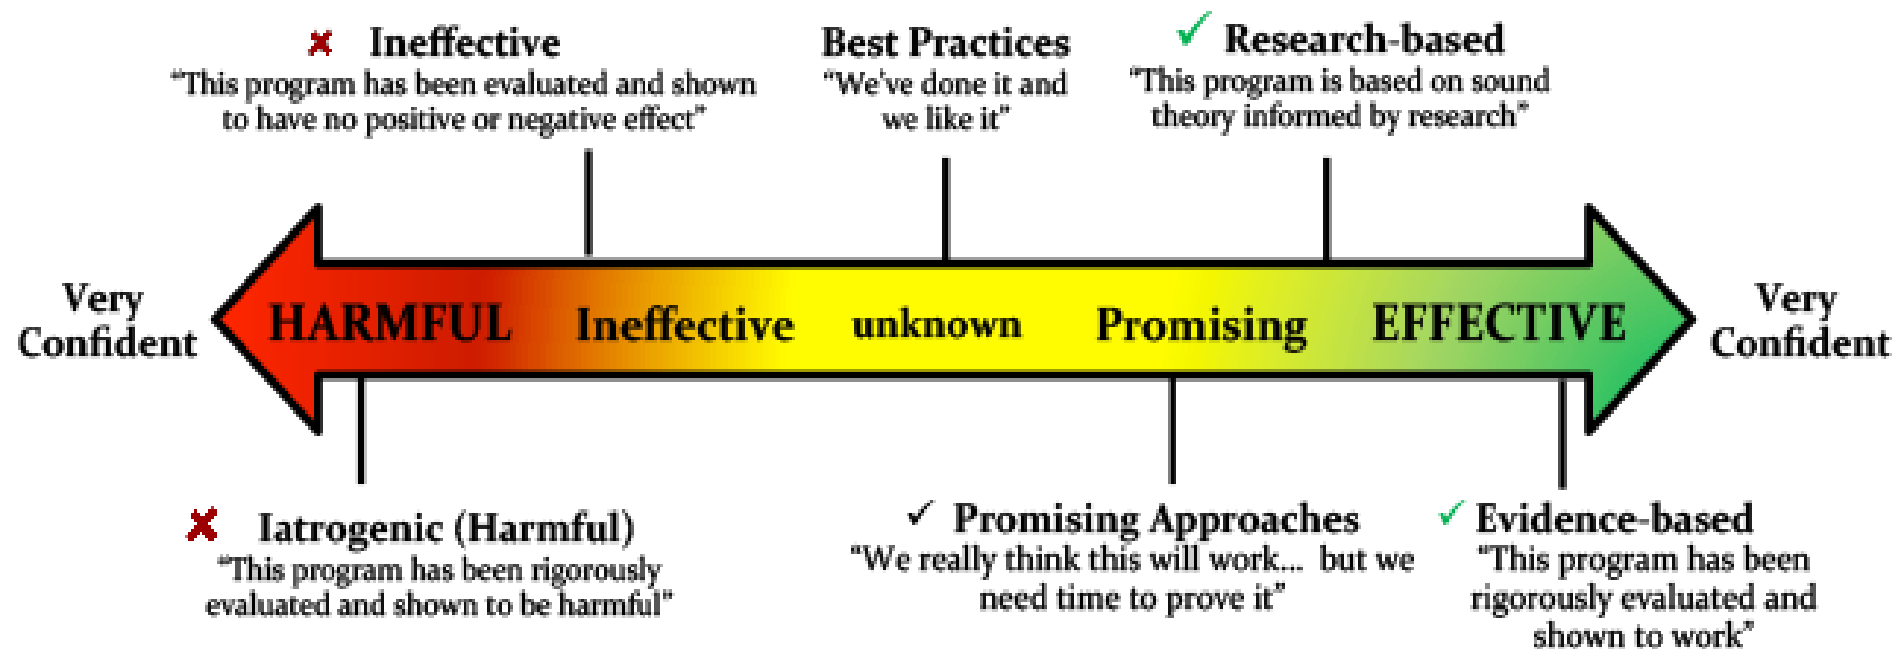 ✗ Ineffective
“This program has been evaluated and shown
to have no positive or negative effect”
Best Practices
“We’ve done it and
we like it”
✓ Research-based
“This program is based on sound
theory informed by research”
Very
Confident
HARMFUL Ineffective unknown Promising EFFECTIVE
Very
Confident
✗ Iatrogenic (Harmful)
“This program has been rigorously
evaluated and shown to be harmful”
✓ Promising Approaches
“We really think this will work... but we
need time to prove it”
✓ Evidence-based
“This program has been
rigorously evaluated and
shown to work”